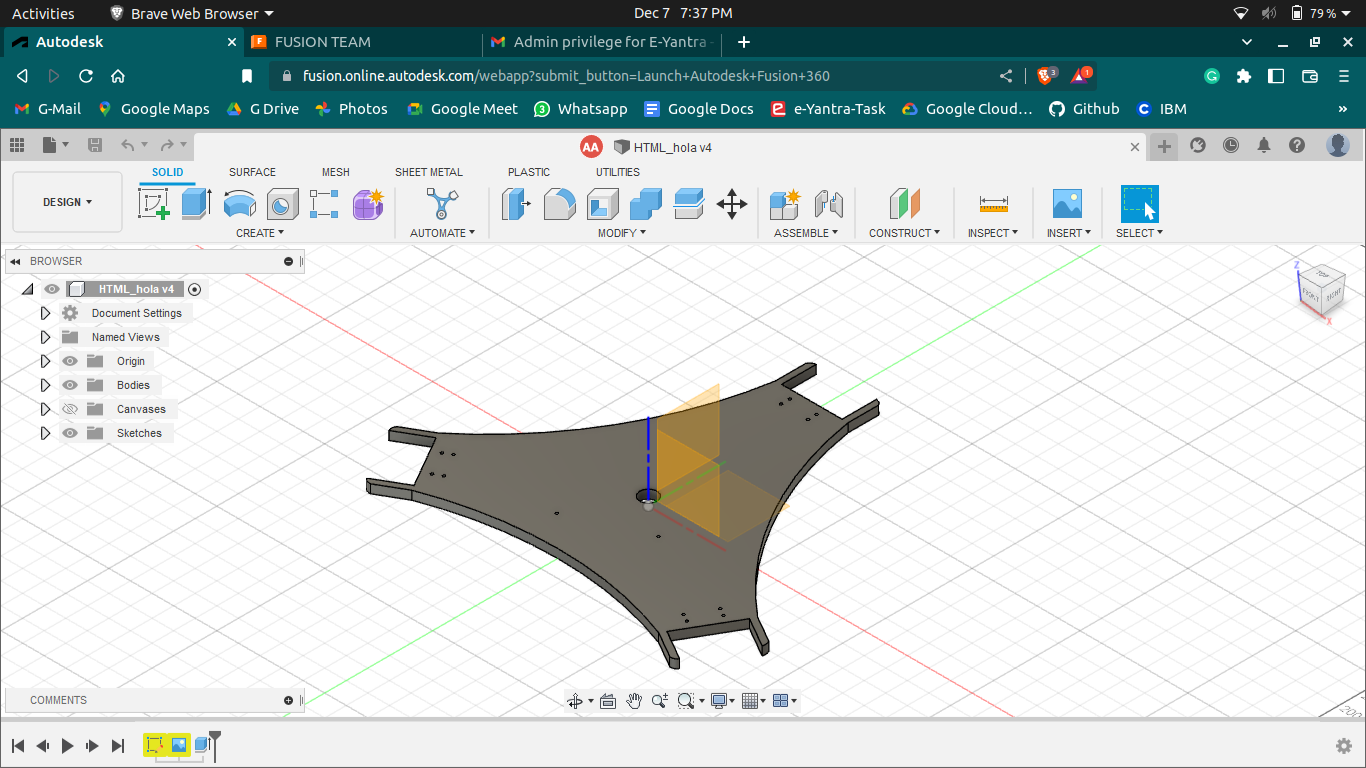 Activities Brave Web Browser Dec 7 7:37 PM 79 %
Autodesk FUSION TEAM Admin privilege for E-Yantra -
fusion.online.autodesk.com/webapp?submit_button=Launch+Autodesk+Fusion+360 3 1
G-Mail Google Maps G Drive Photos Google Meet 3 Whatsapp Google Docs e-Yantra-Task Google Cloud… Github IBM »
AA HTML_hola v4
SOLID SURFACE MESH SHEET METAL PLASTIC UTILITIES
DESIGN
CREATE AUTOMATE MODIFY ASSEMBLE CONSTRUCT INSPECT INSERT SELECT
BROWSER
HTML_hola v4
Document Settings
Named Views
Origin
Bodies
Canvases
Sketches
Z
TOP
FRONT RIGHT
X
COMMENTS
-200